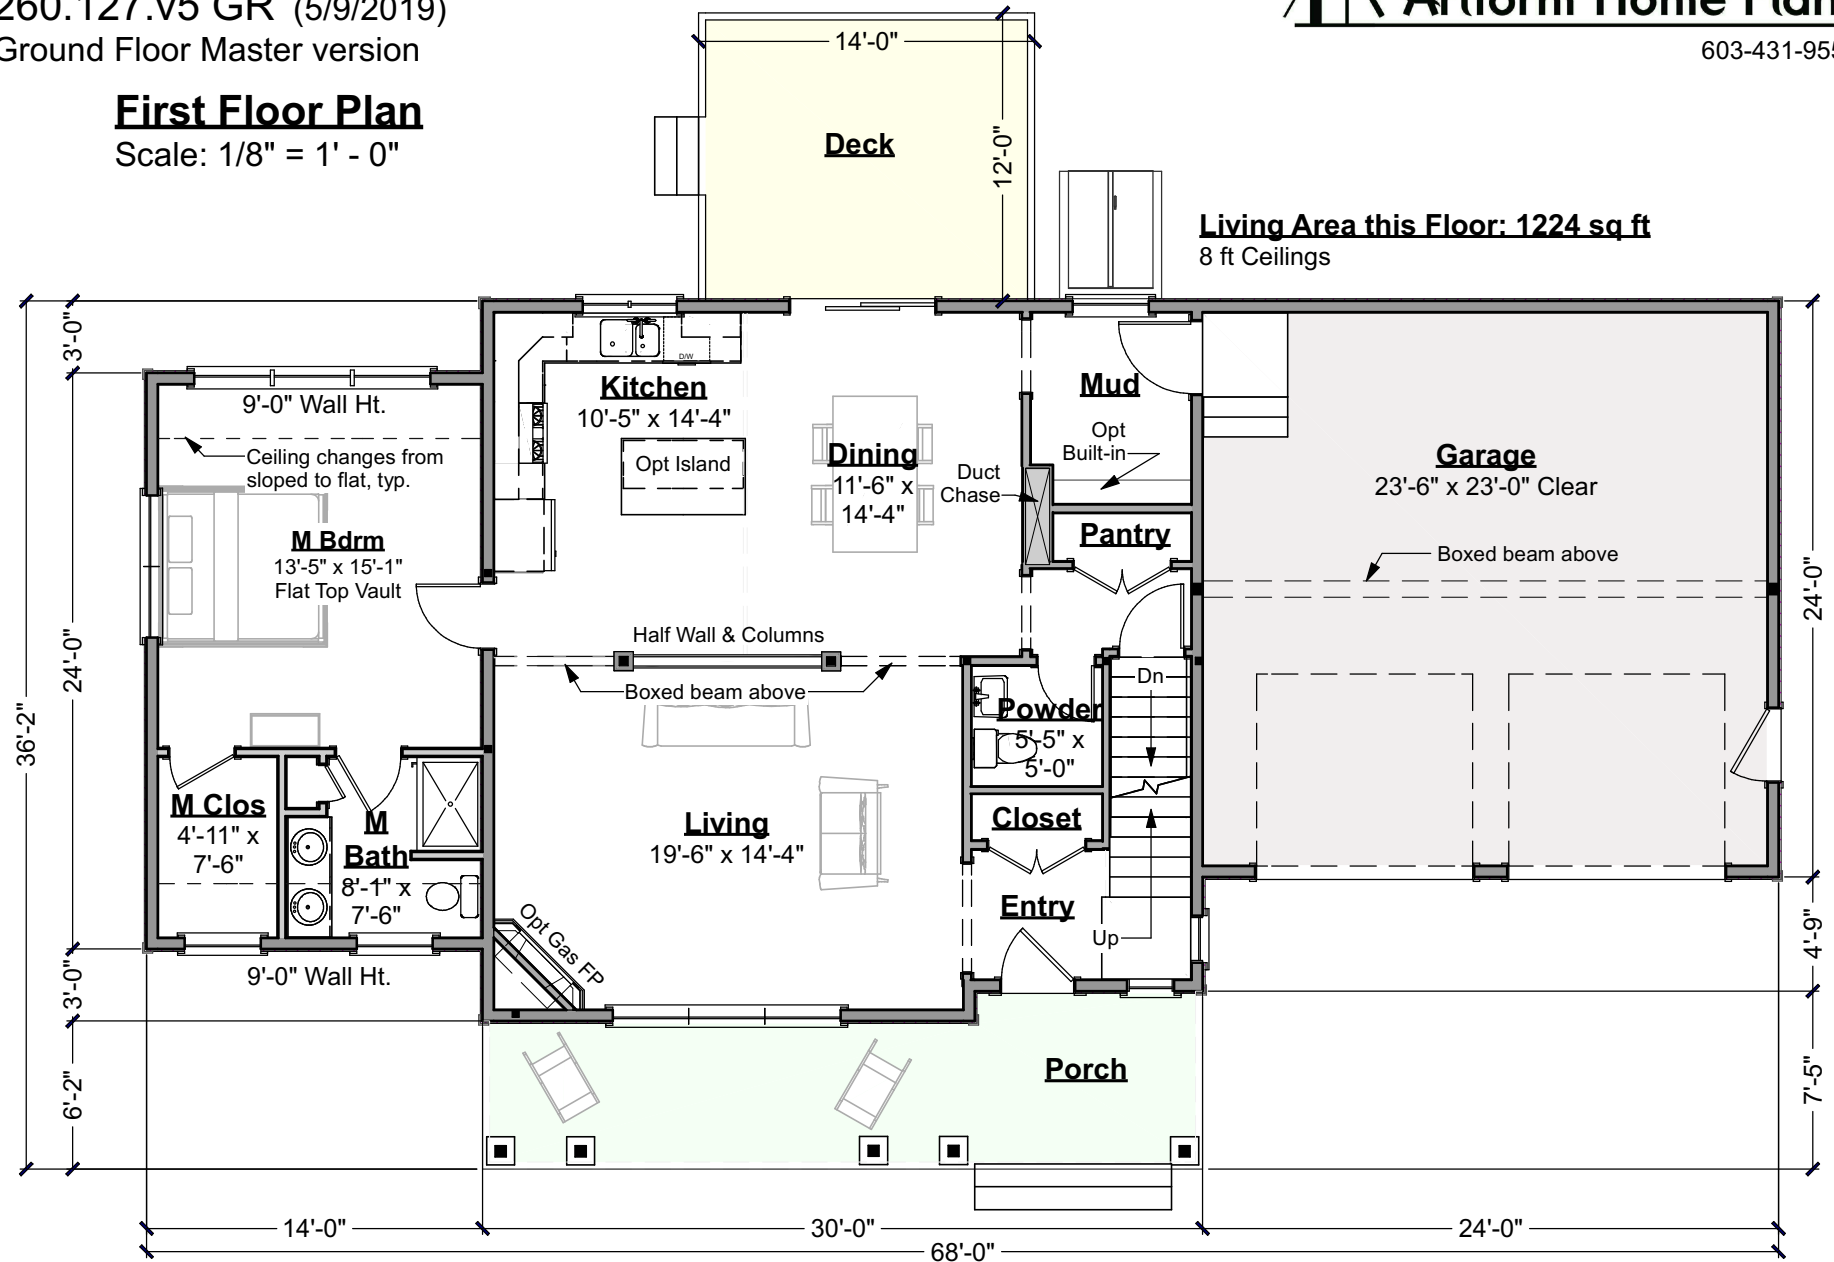 260.127.v5 GR (5/9/2019)
Ground Floor Master version
First Floor Plan
Scale: 1/8" = 1' - 0"
Artform Home Plan
603-431-955
14'-0"
12'-0"
Deck
Living Area this Floor: 1224 sq ft
8 ft Ceilings
3'-0"
24'-0"
3'-0"
6'-2"
36'-2"
9'-0" Wall Ht.
Ceiling changes from
sloped to flat, typ.
M Bdrm
13'-5" x 15'-1"
Flat Top Vault
Kitchen
10'-5" x 14'-4"
D/W
Opt Island
Dining
11'-6" x
14'-4"
Duct
Chase
Mud
Opt
Built-in
Pantry
Garage
23'-6" x 23'-0" Clear
Boxed beam above
Half Wall & Columns
Boxed beam above
Dn
Powder
5'-5" x
5'-0"
M Clos
4'-11" x
7'-6"
M
Bath
8'-1" x
7'-6"
Living
19'-6" x 14'-4"
Closet
Entry
Up
Opt Gas FP
9'-0" Wall Ht.
Porch
24'-0"
4'-9"
7'-5"
14'-0"
30'-0"
24'-0"
68'-0"